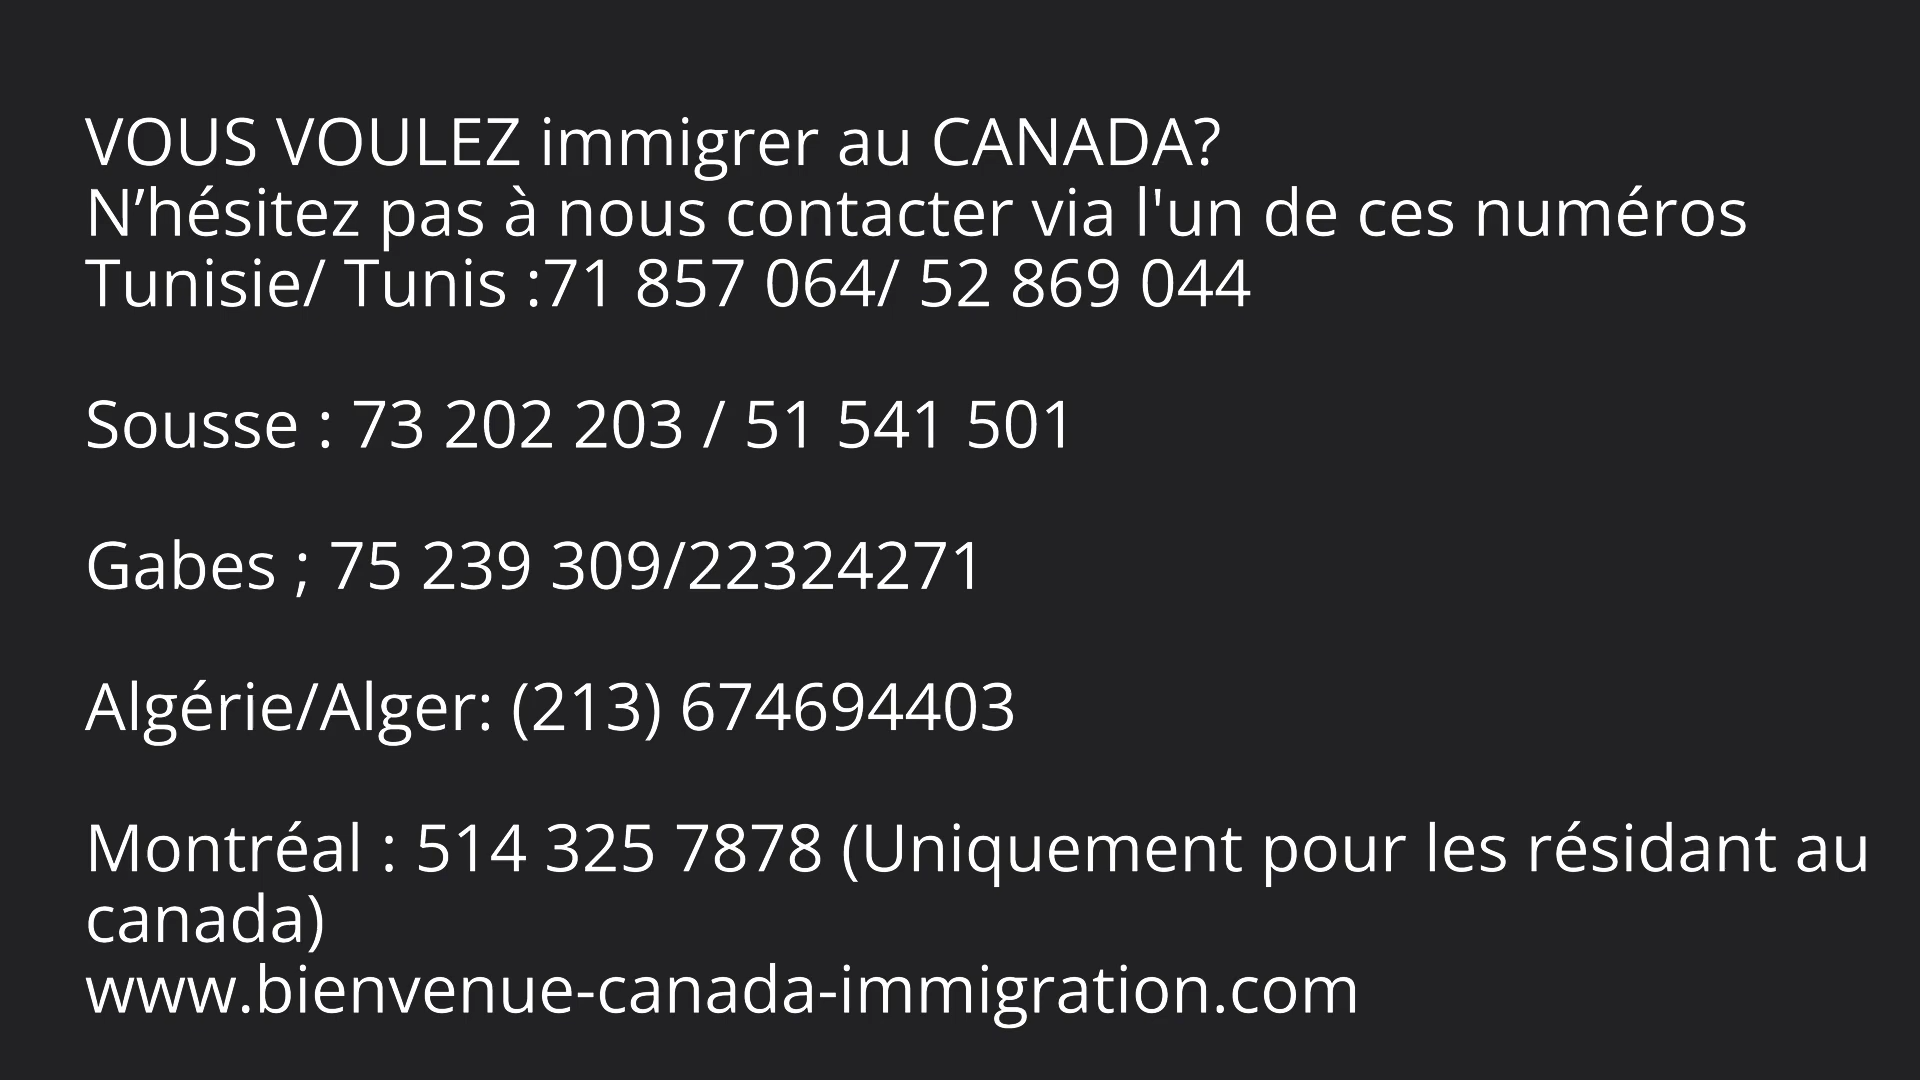 VOUS VOULEZ immigrer au CANADA?
N’hésitez pas à nous contacter via l'un de ces numéros
Tunisie/ Tunis :71 857 064/ 52 869 044
Sousse : 73 202 203 / 51 541 501
Gabes ; 75 239 309/22324271
Algérie/Alger: (213) 674694403
Montréal : 514 325 7878 (Uniquement pour les résidant au
canada)
www.bienvenue-canada-immigration.com